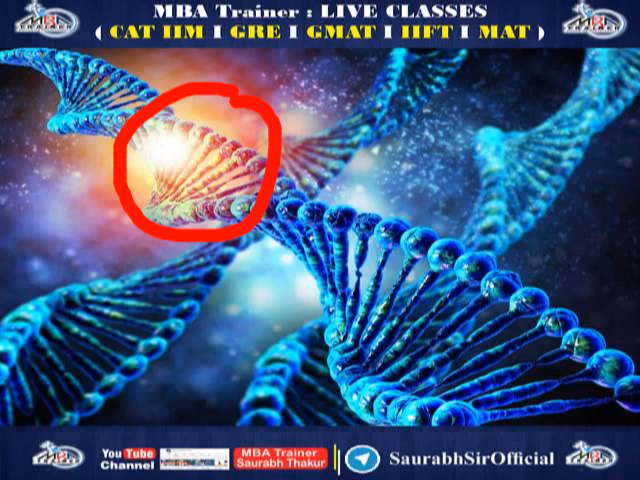 MBA Trainer : LIVE CLASSES
( CAT IIM I GRE I GMAT I IIFT I MAT )
You Tube Channel
MBA Trainer
Saurabh Thakur
SaurabhSirOfficial